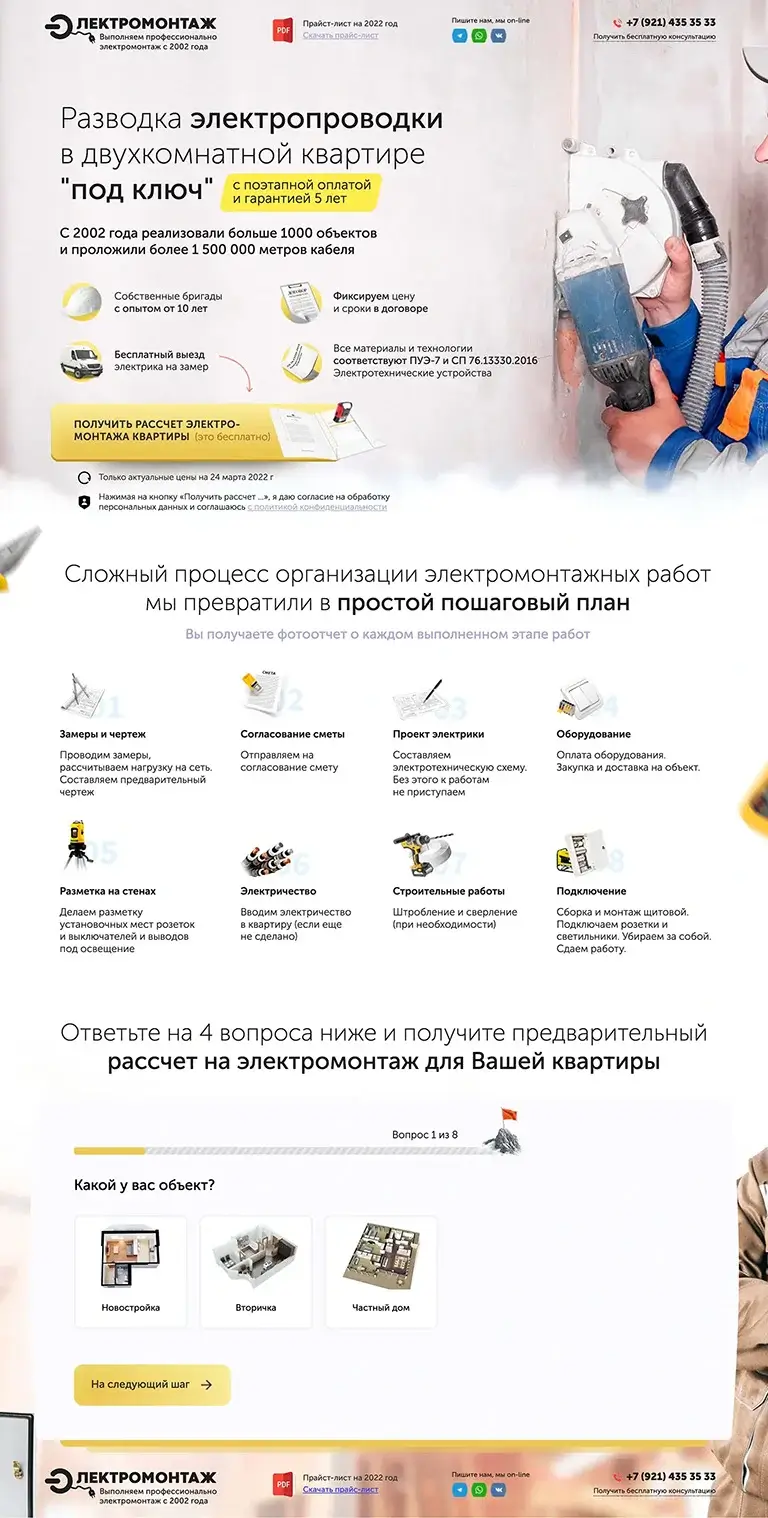 ЭЛЕКТРОМОНТАЖ
Выполняем профессионально
электромонтаж с 2002 года
PDF
Прайст-лист на 2022 год
Скачать прайс-лист
Пишите нам, мы on-line
+7 (921) 435 35 33
Получить бесплатную консультацию
Разводка электропроводки
в двухкомнатной квартире
"под ключ"
с поэтапной оплатой
и гарантией 5 лет
С 2002 года реализовали больше 1000 объектов
и проложили более 1 500 000 метров кабеля
Собственные бригады
с опытом от 10 лет
ДОГОВОР
Фиксируем цену
и сроки в договоре
Бесплатный выезд
электрика на замер
Все материалы и технологии
соответствуют ПУЭ-7 и СП 76.13330.2016
Электротехнические устройства
ПОЛУЧИТЬ РАССЧЕТ ЭЛЕКТРО-
МОНТАЖА КВАРТИРЫ (это бесплатно)
Только актуальные цены на 24 марта 2022 г
Нажимая на кнопку «Получить рассчет ...», я даю согласие на обработку
персональных данных и соглашаюсь с политикой конфиденциальности
Сложный процесс организации электромонтажных работ
мы превратили в простой пошаговый план
Вы получаете фотоотчет о каждом выполненном этапе работ
01
Замеры и чертеж
Проводим замеры,
рассчитываем нагрузку на сеть.
Составляем предварительный
чертеж
СМЕТА
2
Согласование сметы
Отправляем на
согласование смету
03
Проект электрики
Составляем
электротехническую схему.
Без этого к работам
не приступаем
4
Оборудование
Оплата оборудования.
Закупка и доставка на объект.
05
Разметка на стенах
Делаем разметку
установочных мест розеток
и выключателей и выводов
под освещение
06
Электричество
Вводим электричество
в квартиру (если еще
не сделано)
07
Строительные работы
Штробление и сверление
(при необходимости)
8
Подключение
Сборка и монтаж щитовой.
Подключаем розетки и
светильники. Убираем за собой.
Сдаем работу.
Ответьте на 4 вопроса ниже и получите предварительный
рассчет на электромонтаж для Вашей квартиры
Вопрос 1 из 8
Какой у вас объект?
Новостройка
Вторичка
Частный дом
На следующий шаг
ЭЛЕКТРОМОНТАЖ
Выполняем профессионально
электромонтаж с 2002 года
PDF
Прайст-лист на 2022 год
Скачать прайс-лист
Пишите нам, мы on-line
+7 (921) 435 35 33
Получить бесплатную консультацию